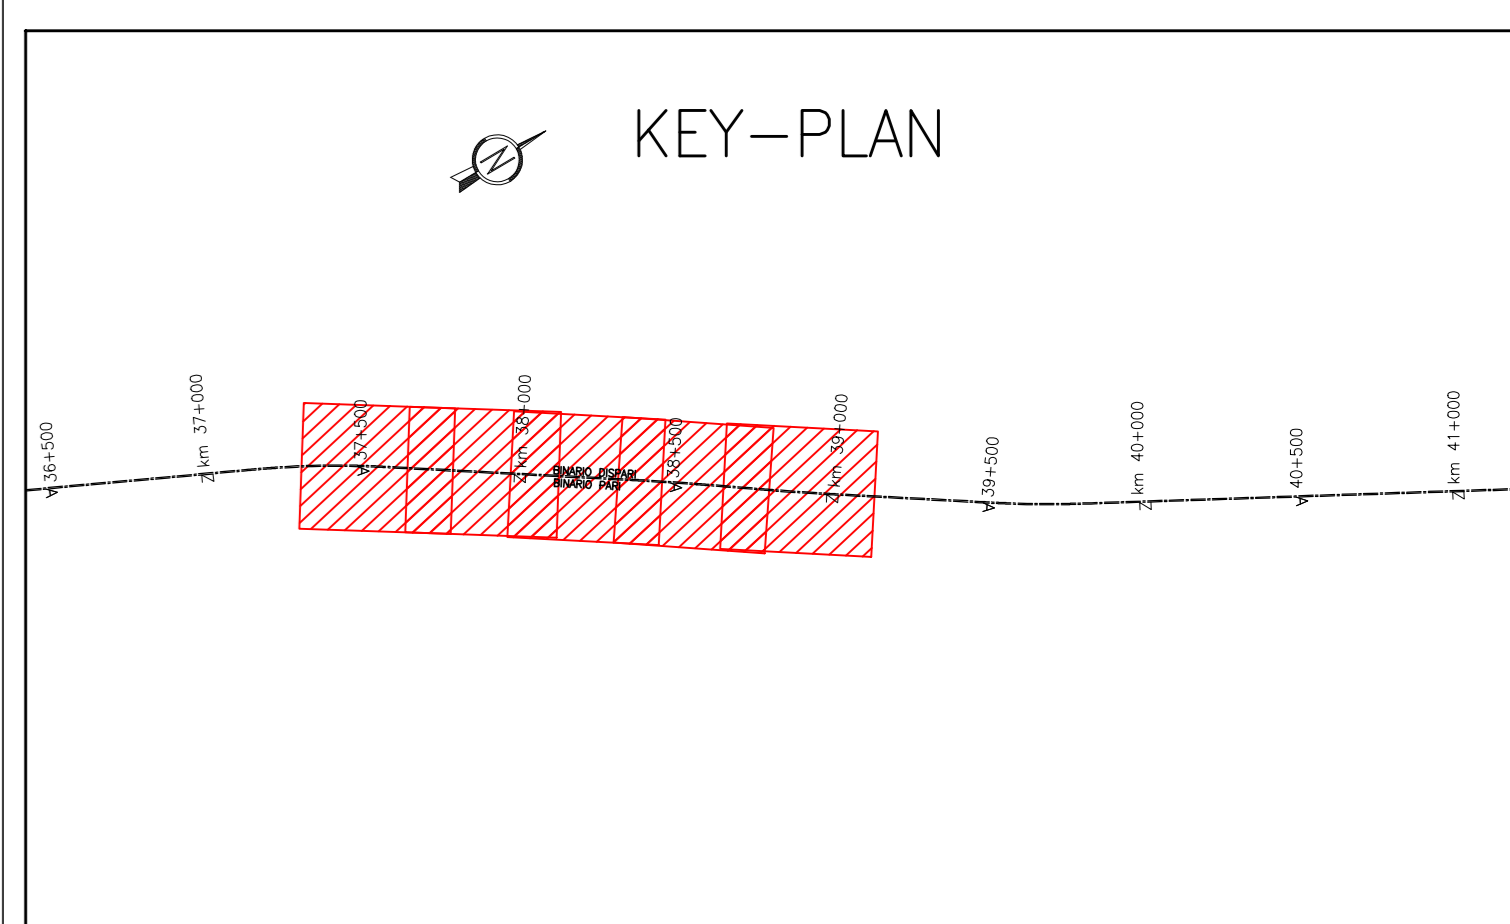 KEY-PLAN
N
A 36+500
Z km 37+000
A 37+500
Z km 38+000
BINARIO DISPARI
BINARIO PARI
A 38+500
Z km 39+000
A 39+500
Z km 40+000
A 40+500
Z km 41+000